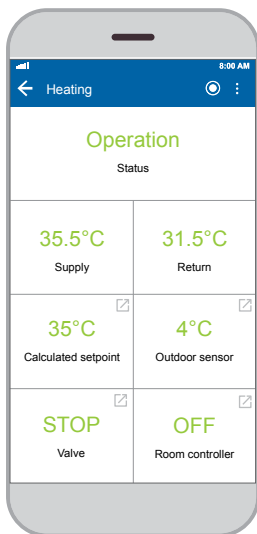 8:00 AM
Heating
Operation
Status
35.5°C
31.5°C
Supply
Return
35°C
4°C
Calculated setpoint
Outdoor sensor
STOP
OFF
Valve
Room controller